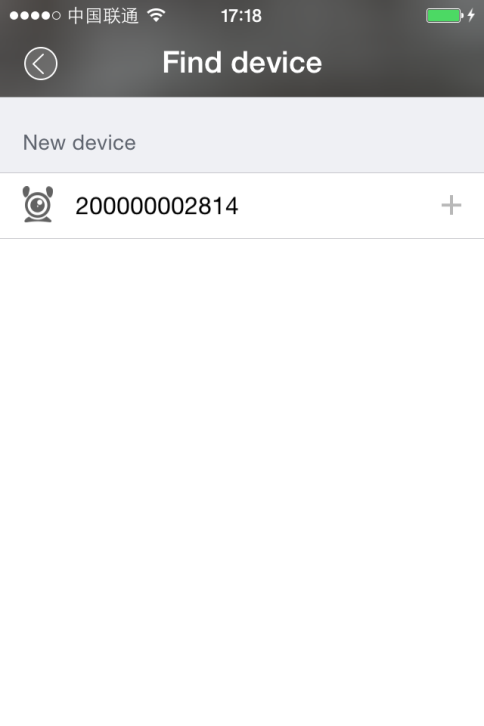 中国联通 17:18
Find device
New device
200000002814